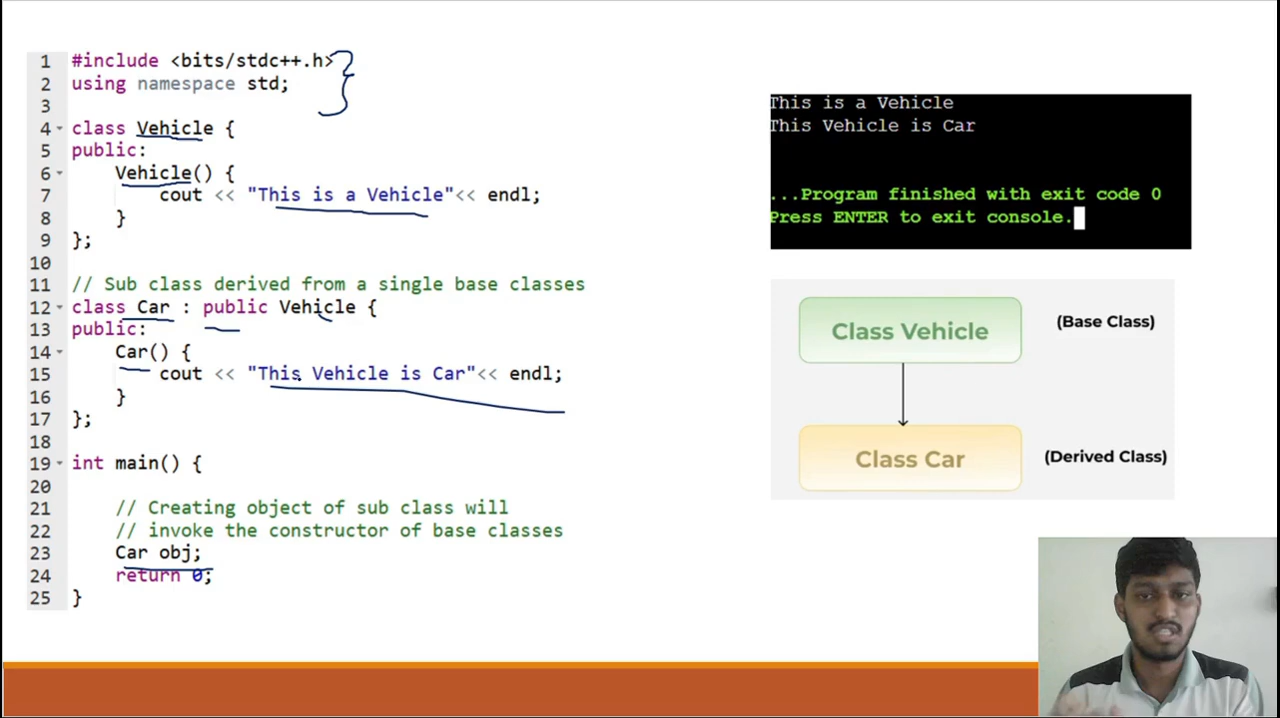 1 #include <bits/stdc++.h>
2 using namespace std;
3
4 class Vehicle {
5 public:
6 Vehicle() {
7 cout << "This is a Vehicle"<< endl;
8 }
9 };
10
11 // Sub class derived from a single base classes
12 class Car : public Vehicle {
13 public:
14 Car() {
15 cout << "This Vehicle is Car"<< endl;
16 }
17 };
18
19 int main() {
20
21 // Creating object of sub class will
22 // invoke the constructor of base classes
23 Car obj;
24 return 0;
25 }
This is a Vehicle
This Vehicle is Car
...Program finished with exit code 0
Press ENTER to exit console.
Class Vehicle (Base Class)
Class Car (Derived Class)